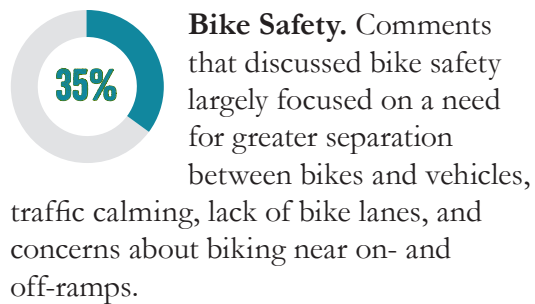 35%
Bike Safety. Comments
that discussed bike safety
largely focused on a need
for greater separation
between bikes and vehicles,
traffic calming, lack of bike lanes, and
concerns about biking near on- and
off-ramps.